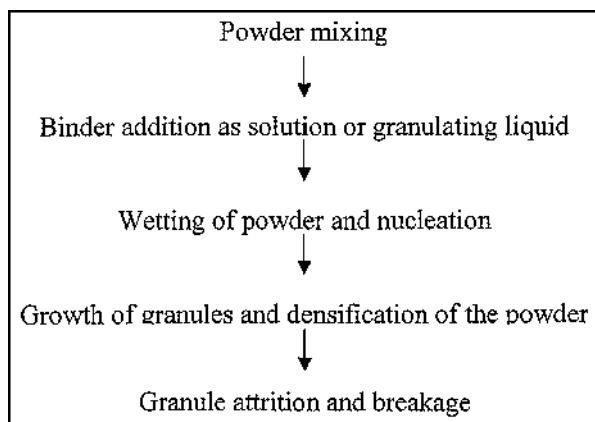 Powder mixing
Binder addition as solution or granulating liquid
Wetting of powder and nucleation
Growth of granules and densification of the powder
Granule attrition and breakage